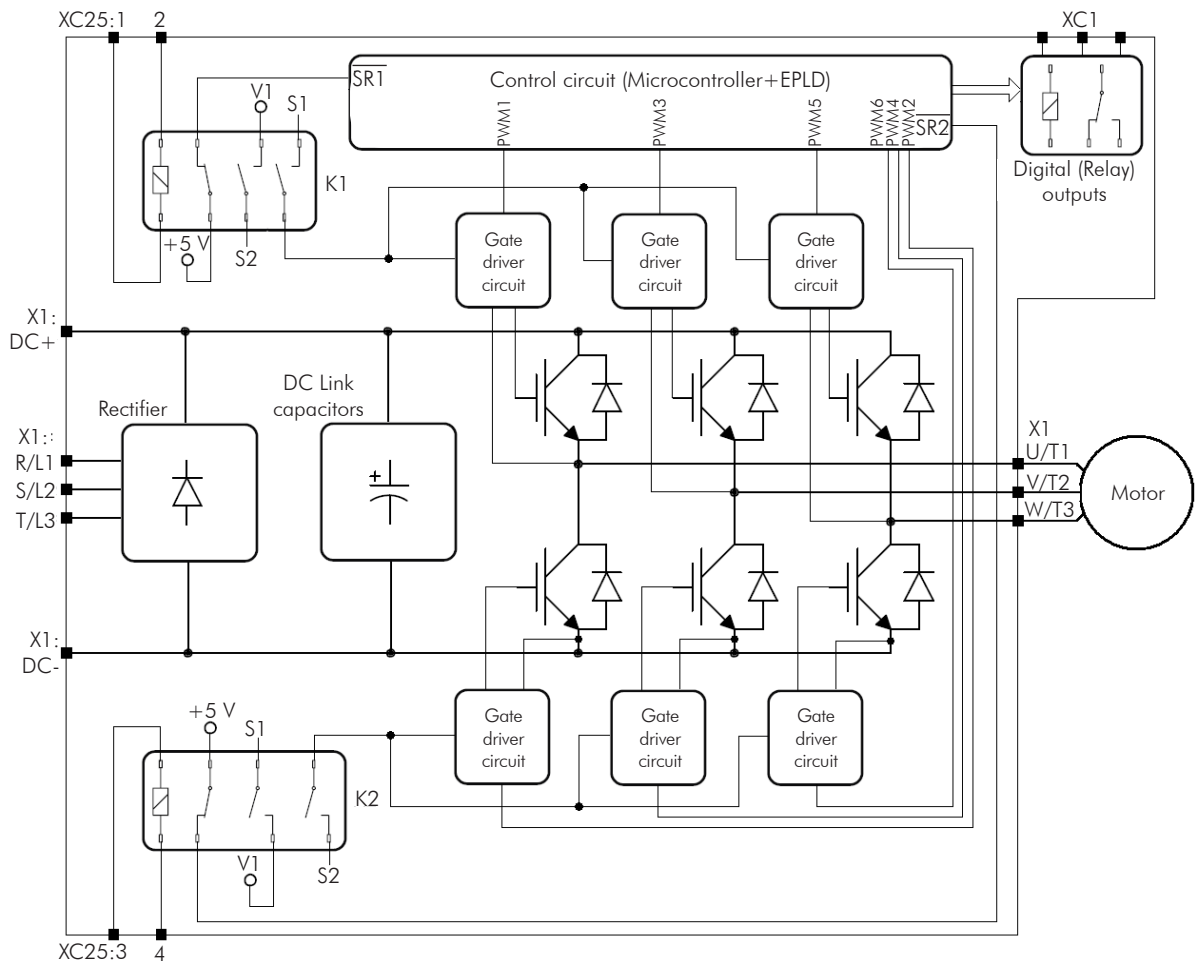 XC25:1 2 XC1
SR1
Control circuit (Microcontroller+EPLD)
PWM1
PWM3
PWM5
PWM6
PWM4
PWM2
SR2
V1
S1
K1
+5 V
S2
Digital (Relay)
outputs
Gate
driver
circuit
Gate
driver
circuit
Gate
driver
circuit
X1:
DC+
Rectifier
DC Link
capacitors
+
X1::
R/L1
S/L2
T/L3
X1
U/T1
V/T2
W/T3
Motor
X1:
DC-
Gate
driver
circuit
Gate
driver
circuit
Gate
driver
circuit
+5 V
S1
K2
V1
S2
XC25:3 4